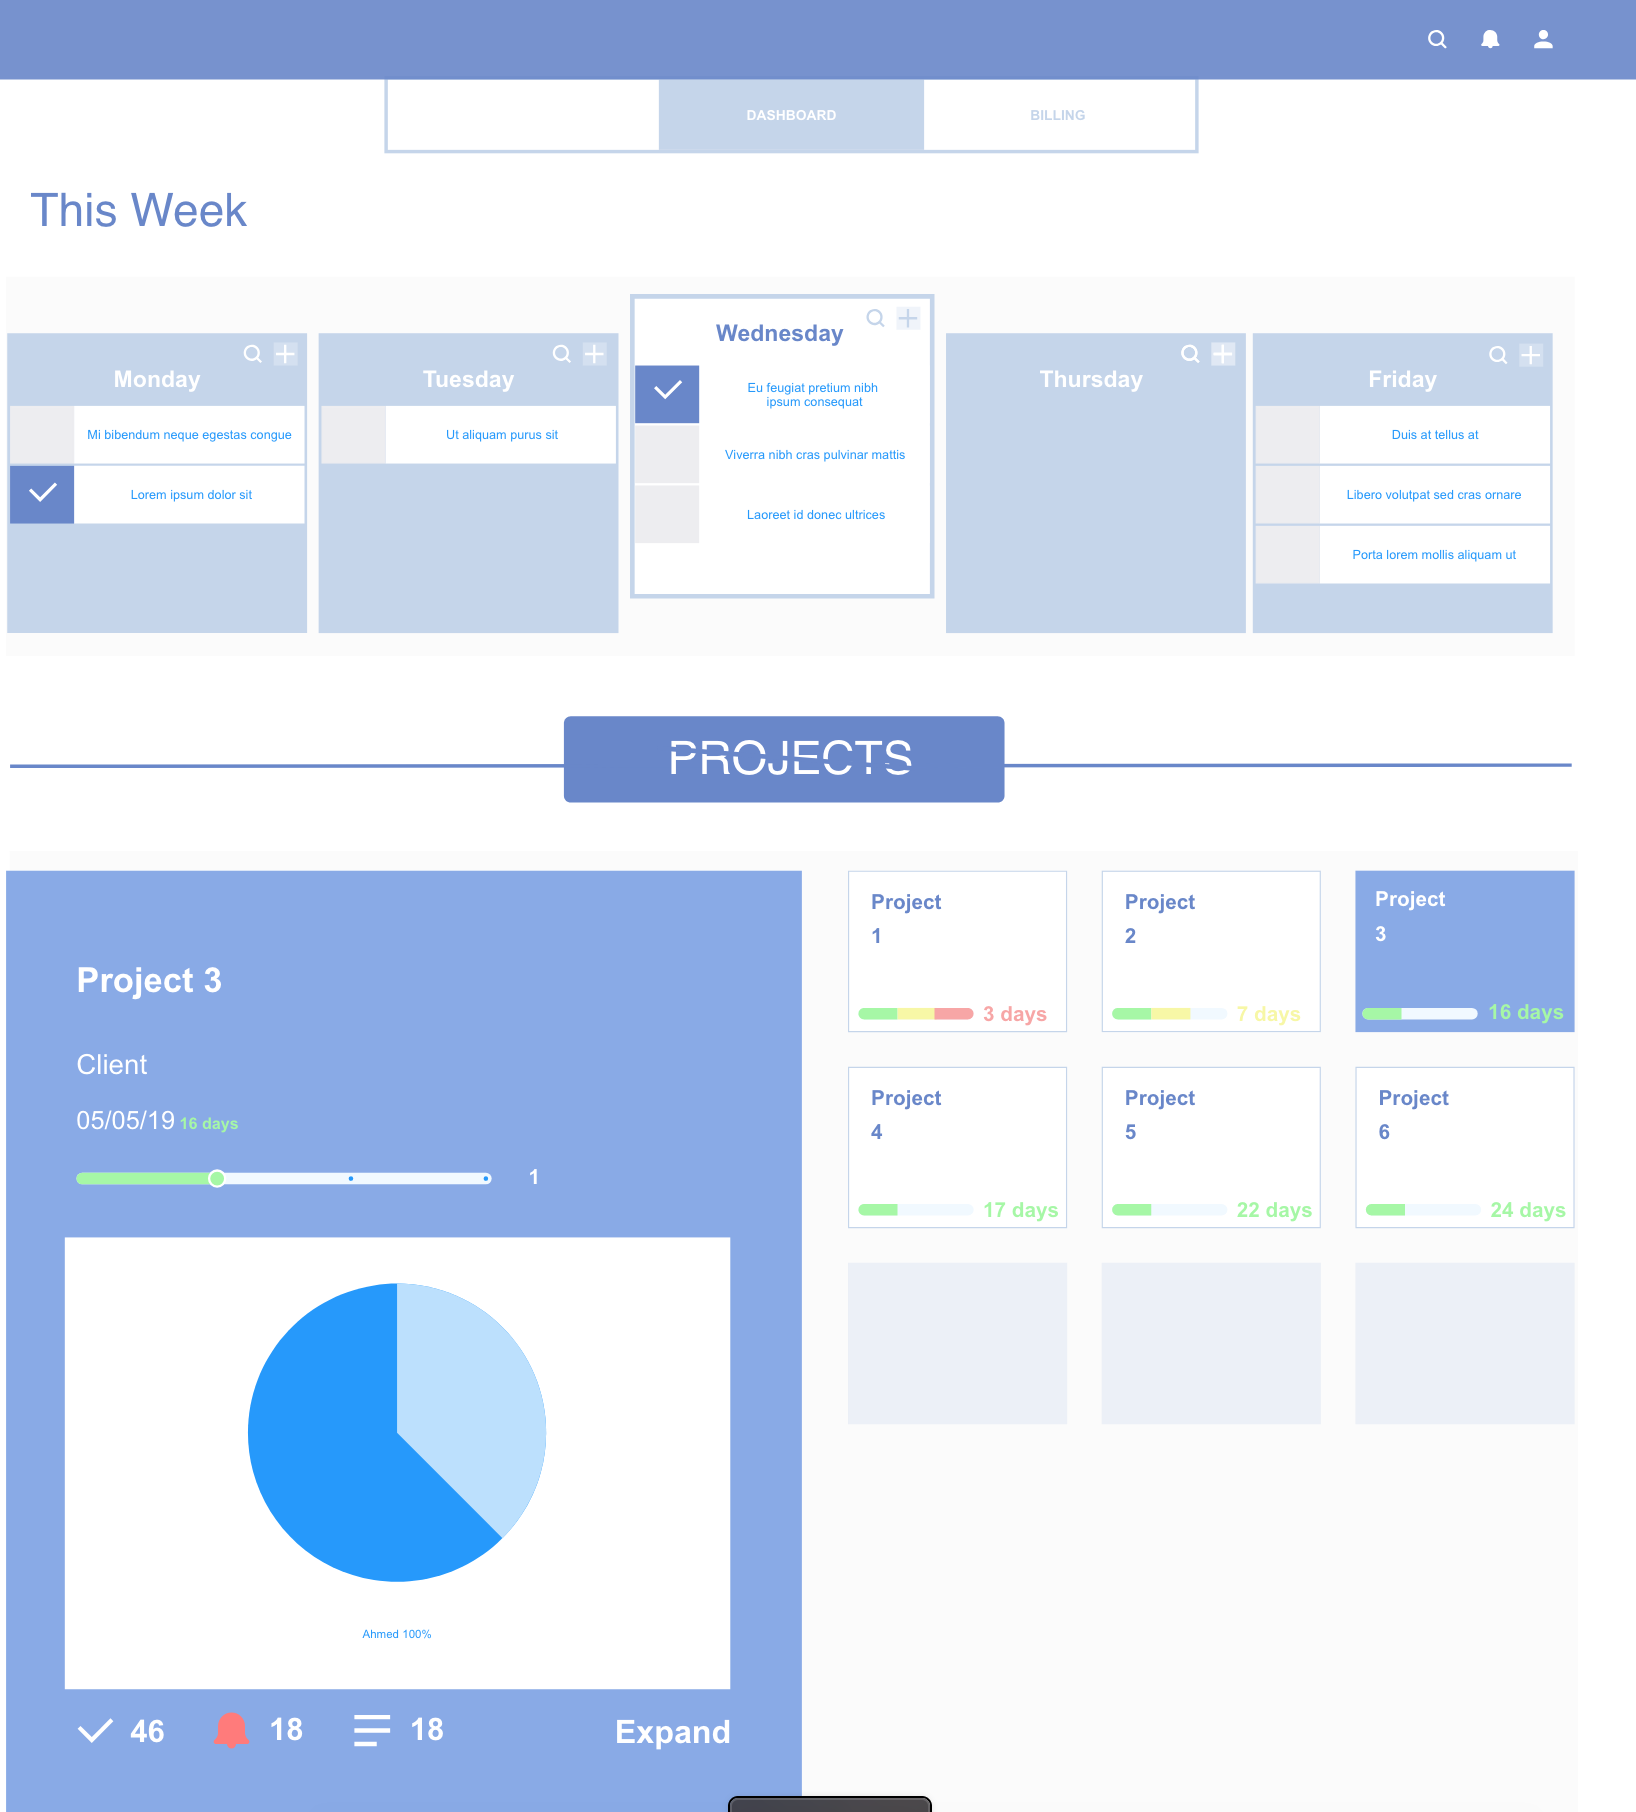 DASHBOARD
BILLING
This Week
Monday
Mi bibendum neque egestas congue
Lorem ipsum dolor sit
Tuesday
Ut aliquam purus sit
Wednesday
Eu feugiat pretium nibh
ipsum consequat
Viverra nibh cras pulvinar mattis
Laoreet id donec ultrices
Thursday
Friday
Duis at tellus at
Libero volutpat sed cras ornare
Porta lorem mollis aliquam ut
PROJECTS
Project 3
Client
05/05/19 16 days
1
Ahmed 100%
46
18
18
Expand
Project
1
3 days
Project
2
7 days
Project
3
16 days
Project
4
17 days
Project
5
22 days
Project
6
24 days